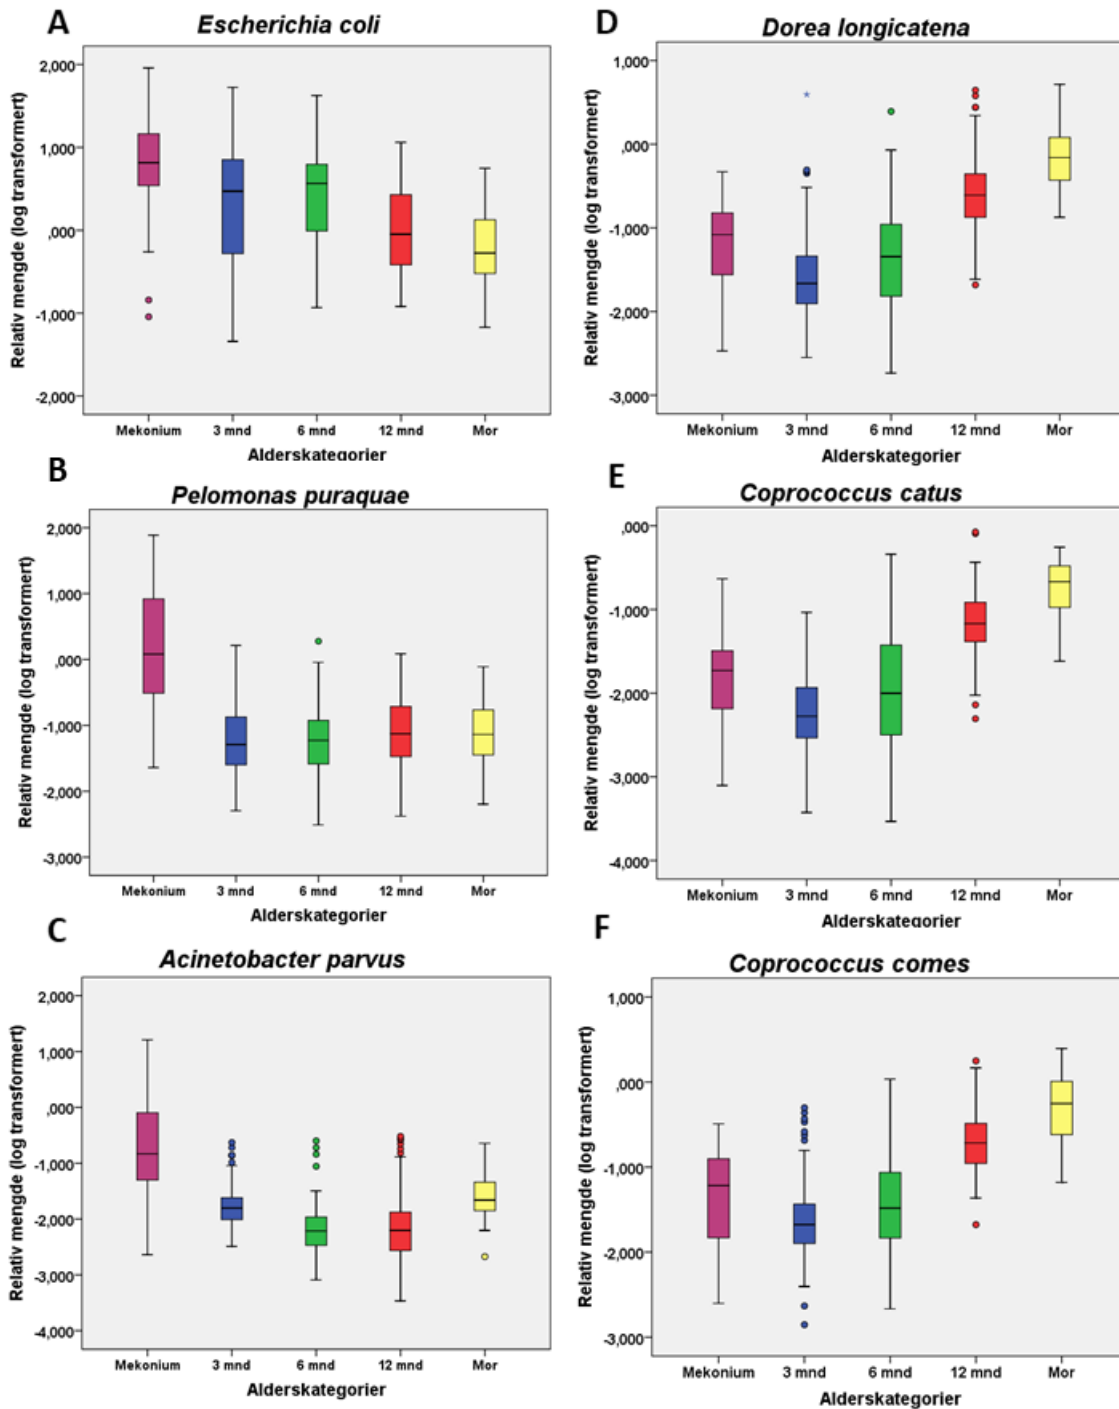 A
Escherichia coli
Relativ mengde (log transformert)
2,000
1,000
,000
-1,000
-2,000
Mekonium 3 mnd 6 mnd 12 mnd Mor
Alderskategorier
B
Pelomonas puraquae
Relativ mengde (log transformert)
2,000
1,000
,000
-1,000
-2,000
-3,000
Mekonium 3 mnd 6 mnd 12 mnd Mor
Alderskategorier
C
Acinetobacter parvus
Relativ mengde (log transformert)
2,000
1,000
,000
-1,000
-2,000
-3,000
-4,000
Mekonium 3 mnd 6 mnd 12 mnd Mor
Alderskategorier
D
Dorea longicatena
Relativ mengde (log transformert)
1,000
,000
-1,000
-2,000
-3,000
Mekonium 3 mnd 6 mnd 12 mnd Mor
Alderskategorier
E
Coprococcus catus
Relativ mengde (log transformert)
,000
-1,000
-2,000
-3,000
-4,000
Mekonium 3 mnd 6 mnd 12 mnd Mor
Alderskategorier
F
Coprococcus comes
Relativ mengde (log transformert)
1,000
,000
-1,000
-2,000
-3,000
Mekonium 3 mnd 6 mnd 12 mnd Mor
Alderskategorier